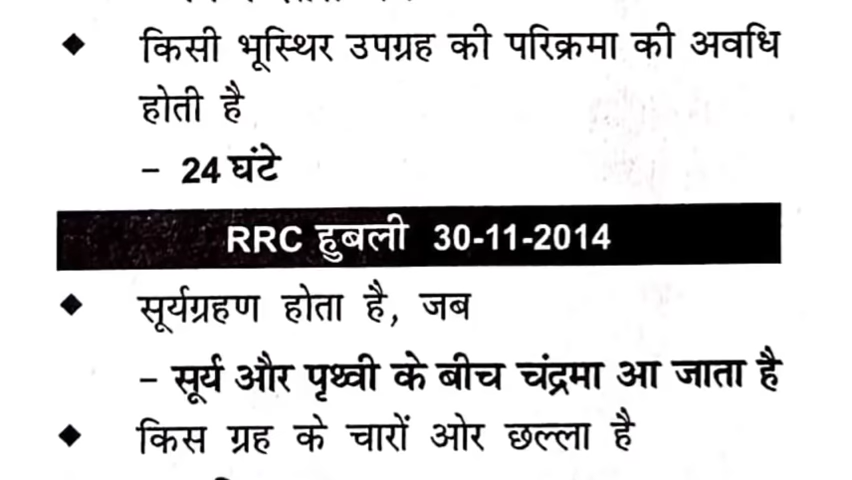 ◆ किसी भूस्थिर उपग्रह की परिक्रमा की अवधि
होती है
– 24 घंटे
RRC हुबली 30-11-2014
◆ सूर्यग्रहण होता है, जब
– सूर्य और पृथ्वी के बीच चंद्रमा आ जाता है
◆ किस ग्रह के चारों ओर छल्ला है